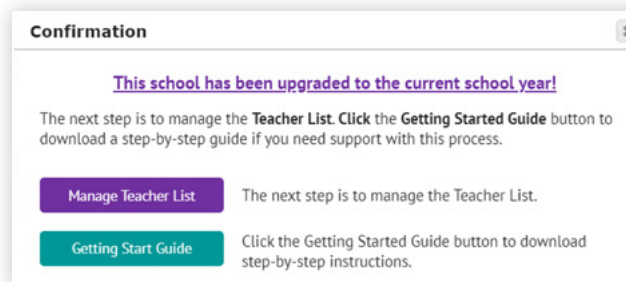 Confirmation
This school has been upgraded to the current school year!
The next step is to manage the Teacher List. Click the Getting Started Guide button to
download a step-by-step guide if you need support with this process.
Manage Teacher List
The next step is to manage the Teacher List.
Getting Start Guide
Click the Getting Started Guide button to download
step-by-step instructions.